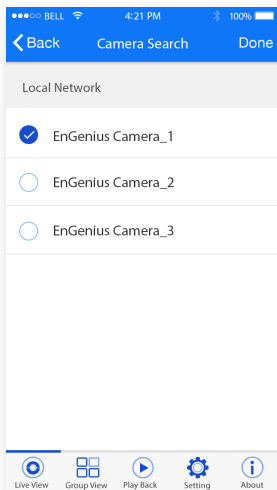 BELL 4:21 PM 100%
Back Camera Search Done
Local Network
EnGenius Camera_1
EnGenius Camera_2
EnGenius Camera_3
Live View Group View Play Back Setting About